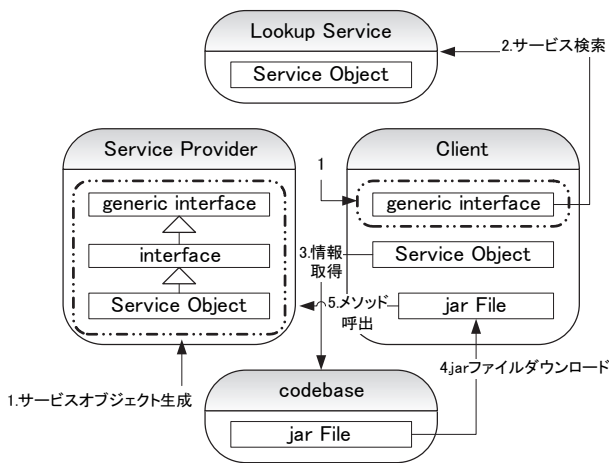 Lookup Service
Service Object
2.サービス検索
Service Provider
generic interface
interface
Service Object
1
Client
generic interface
Service Object
jar File
3.情報
取得
5.メソッド
呼出
4.jarファイルダウンロード
1.サービスオブジェクト生成
codebase
jar File